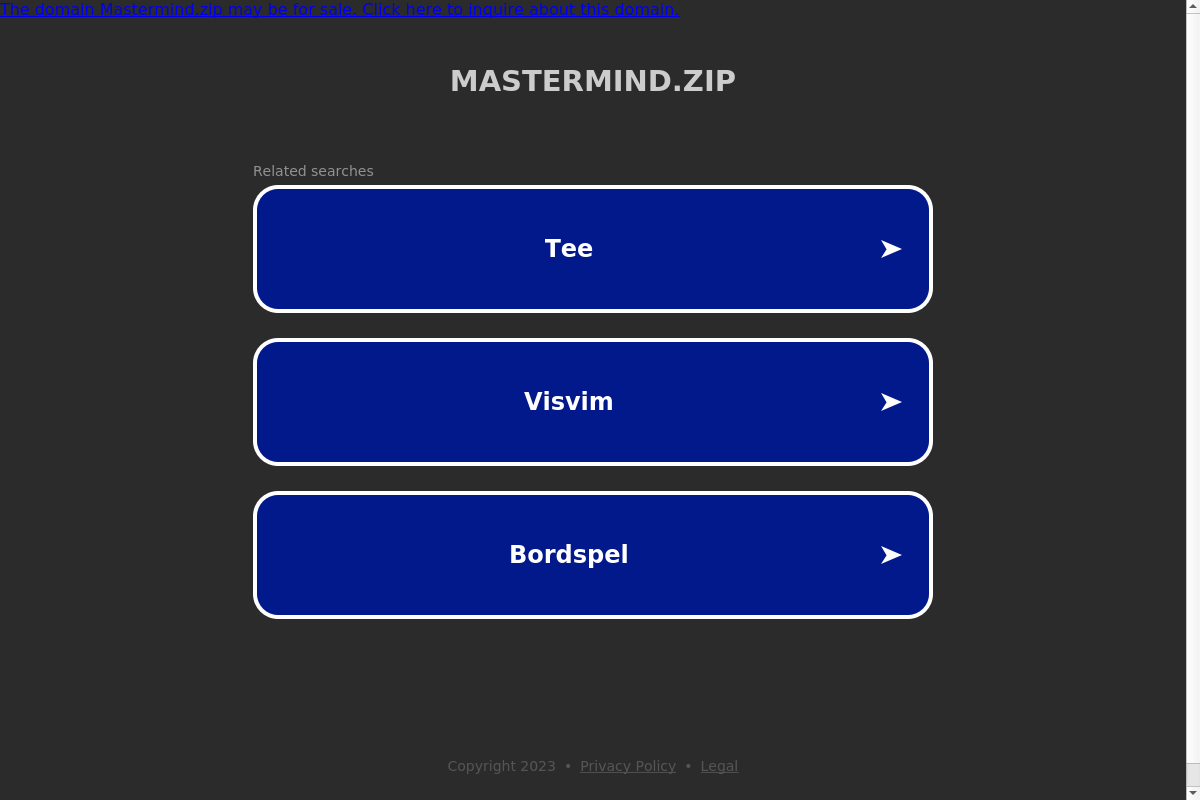 The domain Mastermind.zip may be for sale. Click here to inquire about this domain.
MASTERMIND.ZIP
Related searches
Tee
Visvim
Bordspel
Copyright 2023 • Privacy Policy • Legal